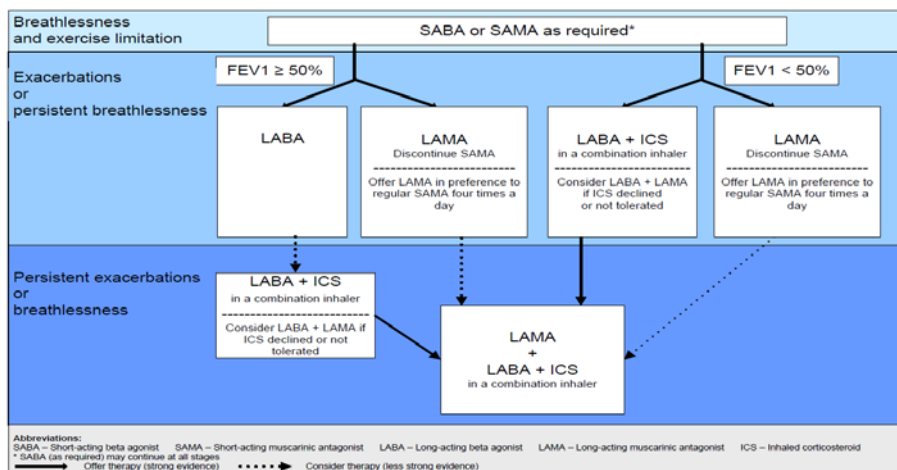 Breathlessness
and exercise limitation
SABA or SAMA as required*
Exacerbations
or
persistent breathlessness
FEV1 ≥ 50%
FEV1 < 50%
LABA
LAMA
Discontinue SAMA
Offer LAMA in preference to
regular SAMA four times a
day
LABA + ICS
in a combination inhaler
Consider LABA + LAMA
if ICS declined
or not tolerated
LAMA
Discontinue SAMA
Offer LAMA in preference to
regular SAMA four times a
day
Persistent exacerbations
or
breathlessness
LABA + ICS
in a combination inhaler
Consider LABA + LAMA if
ICS declined or not
tolerated
LAMA
+
LABA + ICS
in a combination inhaler
Abbreviations:
SABA – Short-acting beta agonist SAMA – Short-acting muscarinic antagonist LABA – Long-acting beta agonist LAMA – Long-acting muscarinic antagonist ICS – Inhaled corticosteroid
* SABA (as required) may continue at all stages
Offer therapy (strong evidence) Consider therapy (less strong evidence)